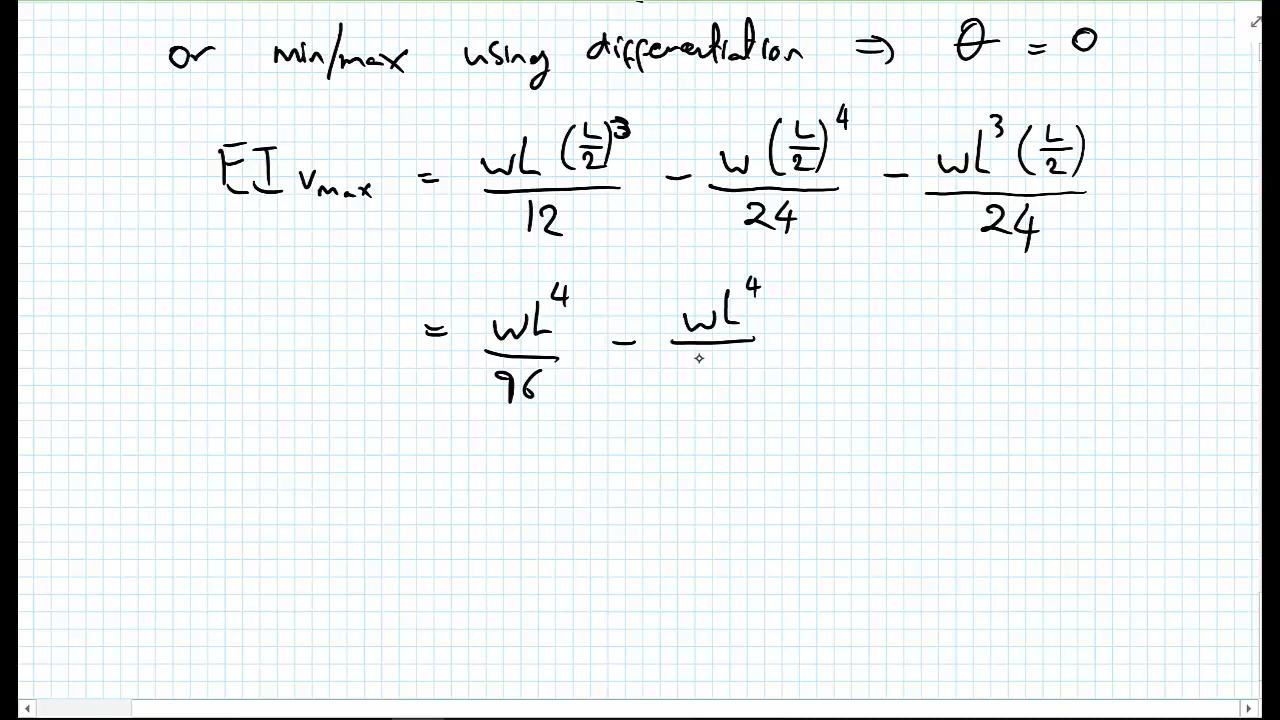 or min/max using differentiation ⇒ θ = 0
EI v_max = wL(L/2)^3/12 - w(L/2)^4/24 - wL^3(L/2)/24
= wL^4/96 - wL^4/